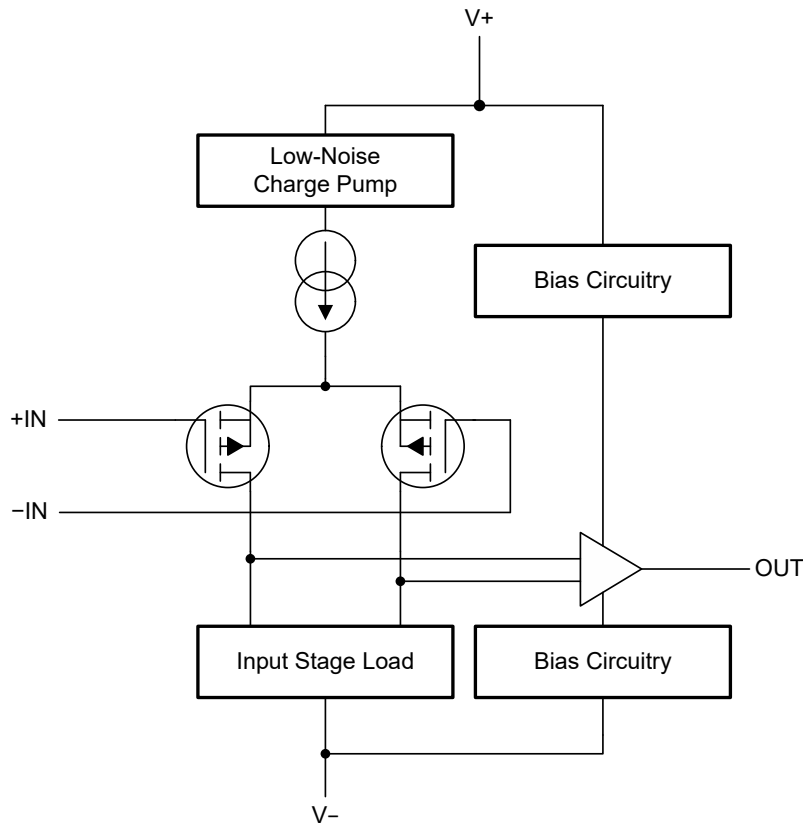 V+
Low-Noise
Charge Pump
Bias Circuitry
+IN
−IN
OUT
Input Stage Load
Bias Circuitry
V−